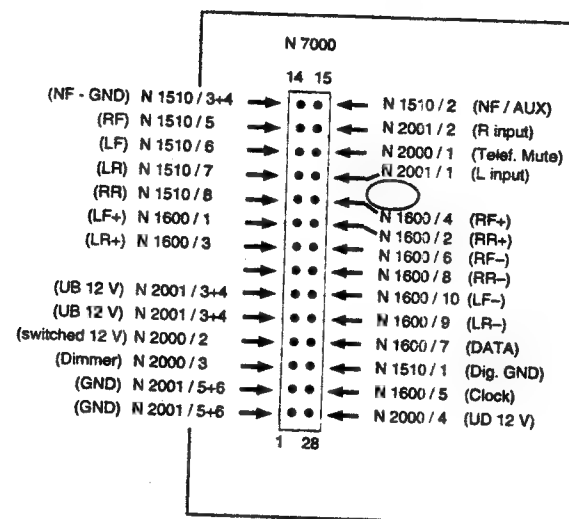 N 7000
14 15
(NF - GND) N 1510 / 3+4
(RF) N 1510 / 5
(LF) N 1510 / 6
(LR) N 1510 / 7
(RR) N 1510 / 8
(LF+) N 1600 / 1
(LR+) N 1600 / 3
(UB 12 V) N 2001 / 3+4
(UB 12 V) N 2001 / 3+4
(switched 12 V) N 2000 / 2
(Dimmer) N 2000 / 3
(GND) N 2001 / 5+6
(GND) N 2001 / 5+6
N 1510 / 2 (NF / AUX)
N 2001 / 2 (R input)
N 2000 / 1 (Telef. Mute)
N 2001 / 1 (L input)
N 1600 / 4 (RF+)
N 1600 / 2 (RR+)
N 1600 / 6 (RF–)
N 1600 / 8 (RR–)
N 1600 / 10 (LF–)
N 1600 / 9 (LR–)
N 1600 / 7 (DATA)
N 1510 / 1 (Dig. GND)
N 1600 / 5 (Clock)
N 2000 / 4 (UD 12 V)
1 28